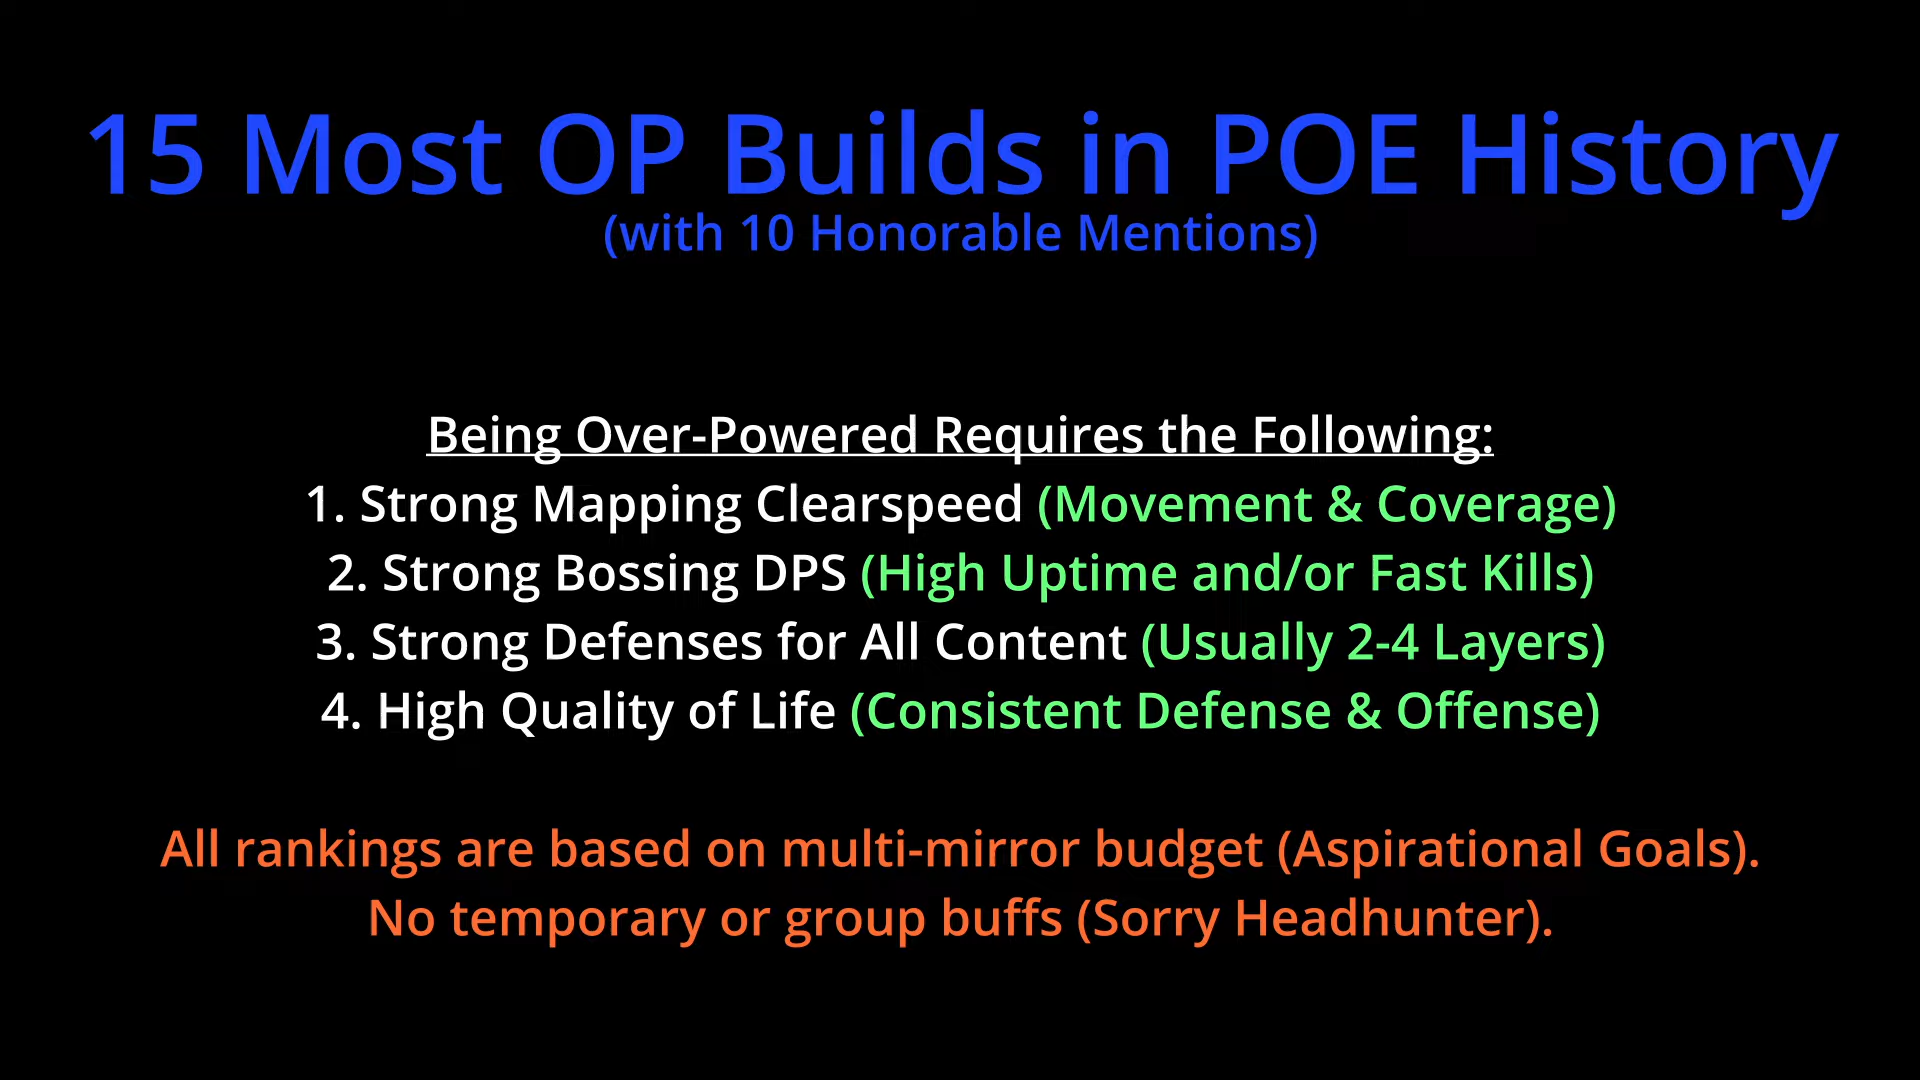 15 Most OP Builds in POE History
(with 10 Honorable Mentions)
Being Over-Powered Requires the Following:
1. Strong Mapping Clearspeed (Movement & Coverage)
2. Strong Bossing DPS (High Uptime and/or Fast Kills)
3. Strong Defenses for All Content (Usually 2-4 Layers)
4. High Quality of Life (Consistent Defense & Offense)
All rankings are based on multi-mirror budget (Aspirational Goals).
No temporary or group buffs (Sorry Headhunter).